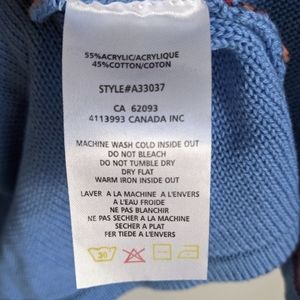 55%ACRYLIC/ACRYLIQUE
45%COTTON/COTON
STYLE#A33037
CA 62093
4113993 CANADA INC
MACHINE WASH COLD INSIDE OUT
DO NOT BLEACH
DO NOT TUMBLE DRY
DRY FLAT
WARM IRON INSIDE OUT
LAVER A LA MACHINE A L'ENVERS
A L'EAU FROIDE
NE PAS BLANCHIR
NE PAS SECHER A LA MACHINE
SECHER A PLAT
FER TIEDE A L'ENVERS
30